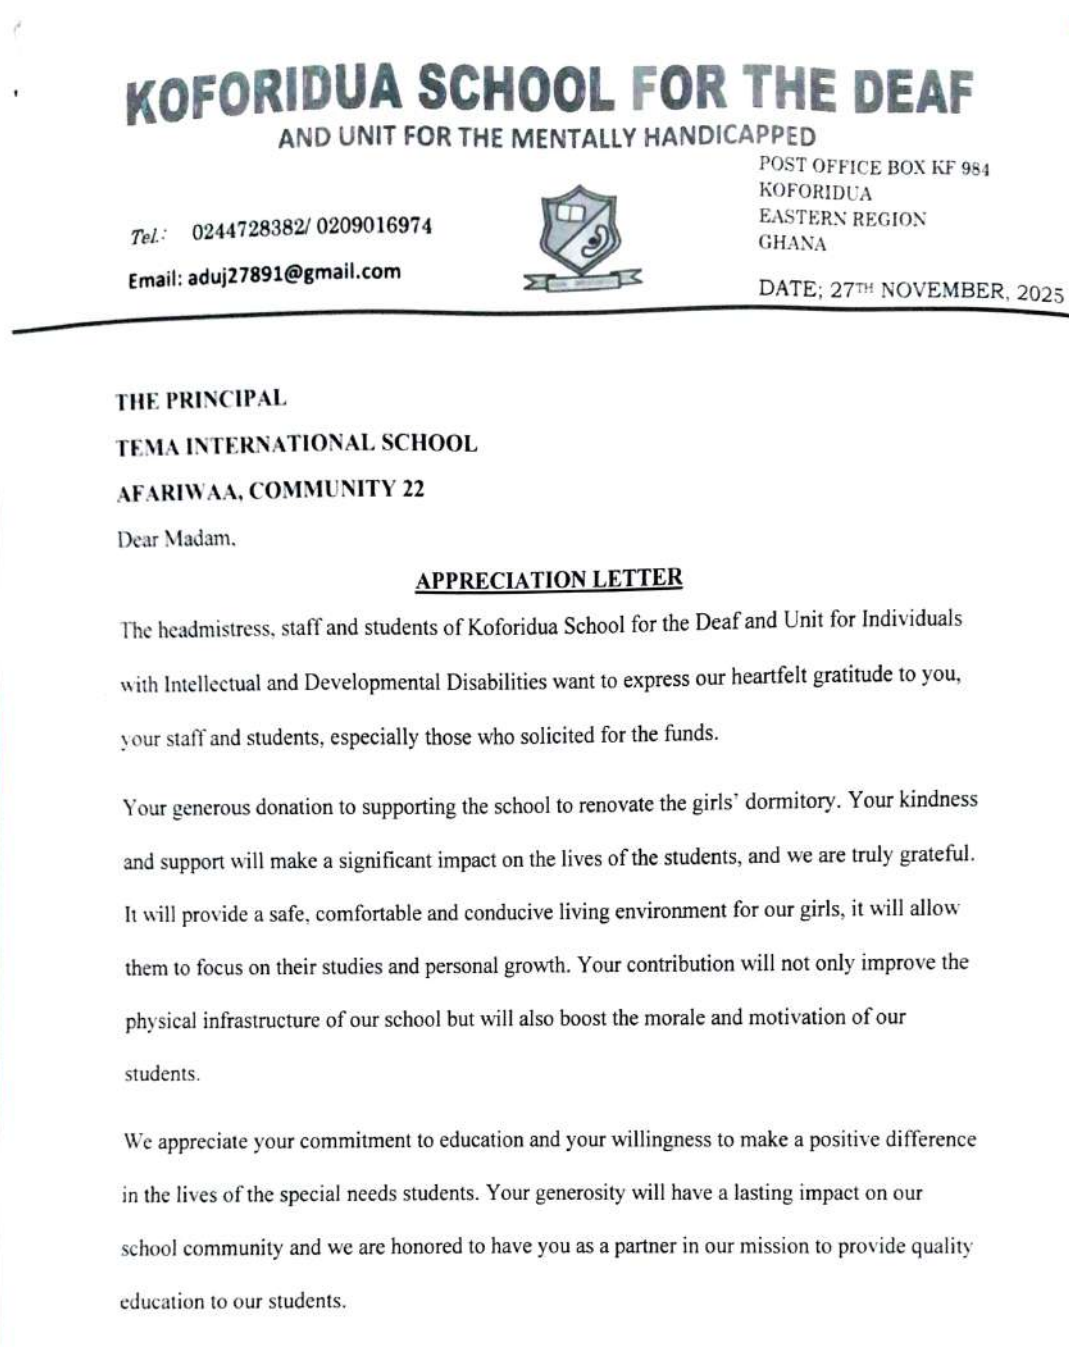 KOFORIDUA SCHOOL FOR THE DEAF
AND UNIT FOR THE MENTALLY HANDICAPPED
POST OFFICE BOX KF 984
KOFORIDUA
EASTERN REGION
GHANA
Tel.: 0244728382/ 0209016974
Email: aduj27891@gmail.com
DATE; 27TH NOVEMBER, 2025
THE PRINCIPAL
TEMA INTERNATIONAL SCHOOL
AFARIWAA, COMMUNITY 22
Dear Madam,
APPRECIATION LETTER
The headmistress, staff and students of Koforidua School for the Deaf and Unit for Individuals
with Intellectual and Developmental Disabilities want to express our heartfelt gratitude to you,
your staff and students, especially those who solicited for the funds.
Your generous donation to supporting the school to renovate the girls' dormitory. Your kindness
and support will make a significant impact on the lives of the students, and we are truly grateful.
It will provide a safe, comfortable and conducive living environment for our girls, it will allow
them to focus on their studies and personal growth. Your contribution will not only improve the
physical infrastructure of our school but will also boost the morale and motivation of our
students.
We appreciate your commitment to education and your willingness to make a positive difference
in the lives of the special needs students. Your generosity will have a lasting impact on our
school community and we are honored to have you as a partner in our mission to provide quality
education to our students.